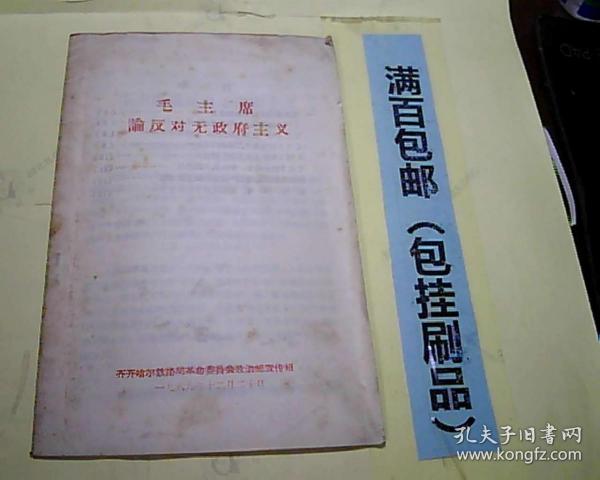 毛主席
論反对无政府主义
齐齐哈尔铁路局革命委员会政治部宣传组
满百包邮（包挂刷品）
孔夫子旧书网
www.kongfz.com